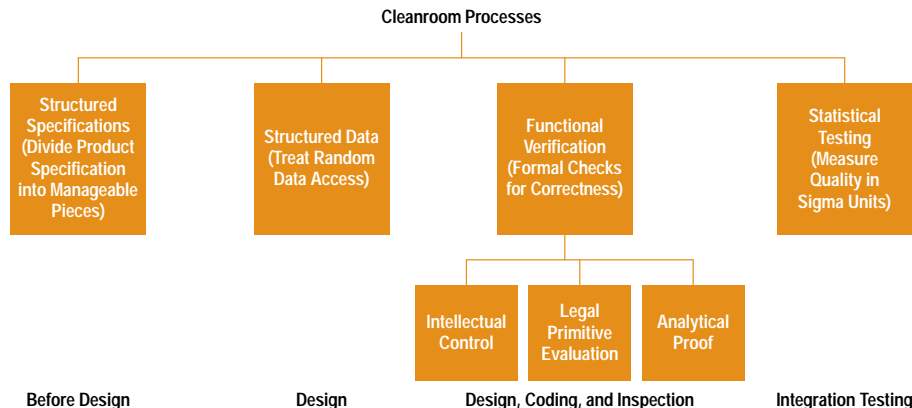 Cleanroom Processes
Structured
Specifications
(Divide Product
Specification
into Manageable
Pieces)
Structured Data
(Treat Random
Data Access)
Functional
Verification
(Formal Checks
for Correctness)
Statistical
Testing
(Measure
Quality in
Sigma Units)
Intellectual
Control
Legal
Primitive
Evaluation
Analytical
Proof
Before Design
Design
Design, Coding, and Inspection
Integration Testing